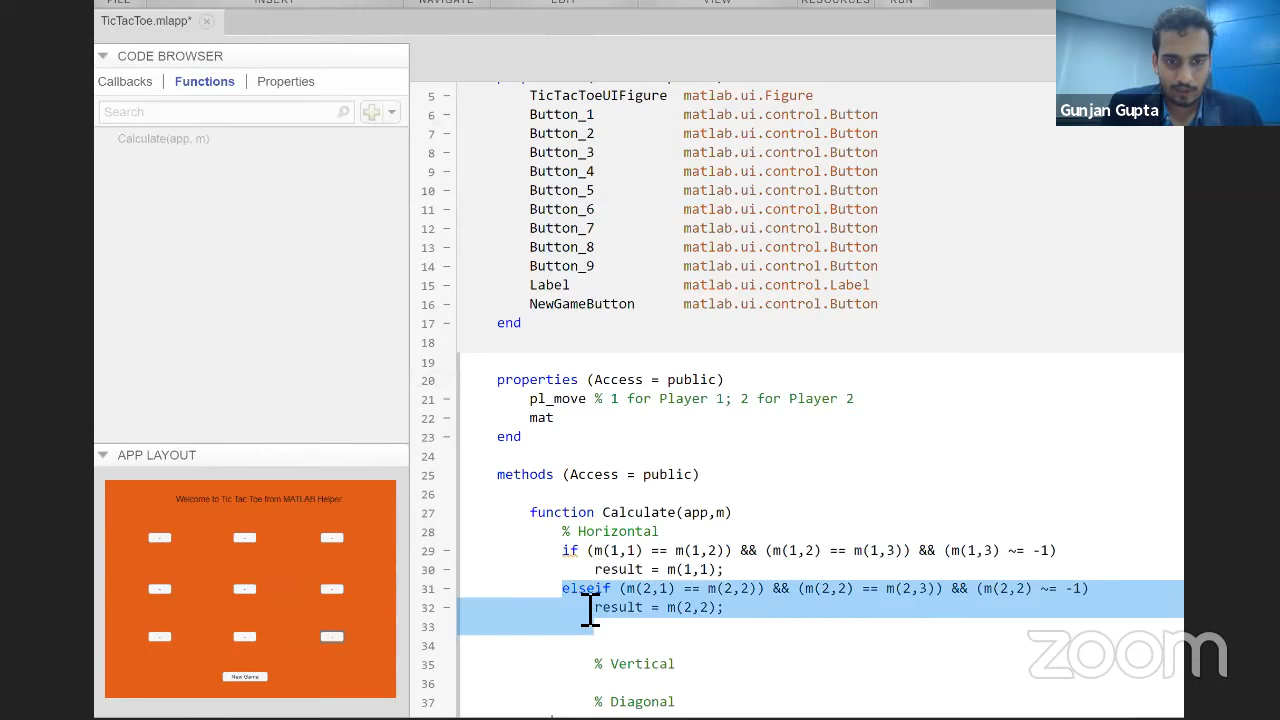 FILE INSERT NAVIGATE EDIT VIEW RESOURCES RUN
TicTacToe.mlapp*
CODE BROWSER
Callbacks Functions Properties
Search
Calculate(app, m)
APP LAYOUT
Welcome to Tic Tac Toe from MATLAB Helper
New Game
5 TicTacToeUIFigure matlab.ui.Figure
6 Button_1 matlab.ui.control.Button
7 Button_2 matlab.ui.control.Button
8 Button_3 matlab.ui.control.Button
9 Button_4 matlab.ui.control.Button
10 Button_5 matlab.ui.control.Button
11 Button_6 matlab.ui.control.Button
12 Button_7 matlab.ui.control.Button
13 Button_8 matlab.ui.control.Button
14 Button_9 matlab.ui.control.Button
15 Label matlab.ui.control.Label
16 NewGameButton matlab.ui.control.Button
17 end
18
19
20 properties (Access = public)
21 pl_move % 1 for Player 1; 2 for Player 2
22 mat
23 end
24
25 methods (Access = public)
26
27 function Calculate(app,m)
28 % Horizontal
29 if (m(1,1) == m(1,2)) && (m(1,2) == m(1,3)) && (m(1,3) ~= -1)
30 result = m(1,1);
31 elseif (m(2,1) == m(2,2)) && (m(2,2) == m(2,3)) && (m(2,2) ~= -1)
32 result = m(2,2);
33
34
35 % Vertical
36
37 % Diagonal
Gunjan Gupta
zoom